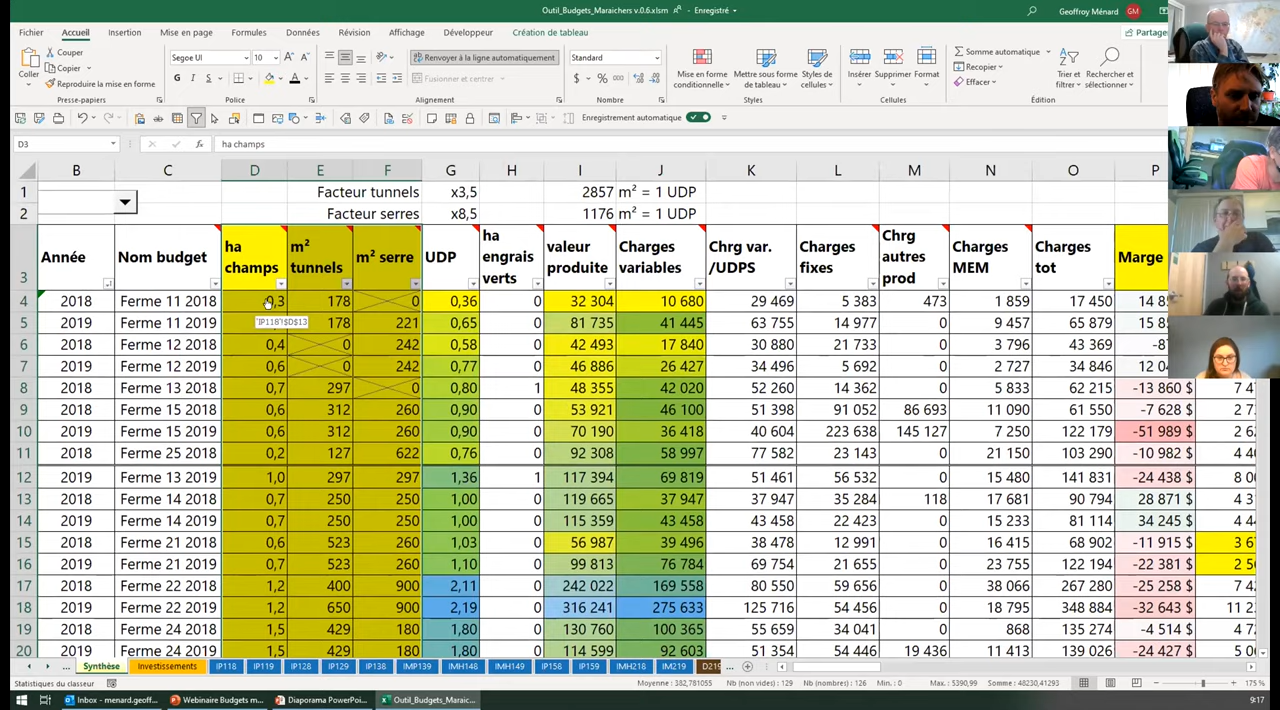 Outil_Budgets_Maraichers v.0.6.xlsm - Enregistré
Geoffroy Ménard GM
Fichier Accueil Insertion Mise en page Formules Données Révision Affichage Développeur Création de tableau Partager
Couper
Copier
Reproduire la mise en forme
Coller
Segoe UI 10
G I S
Renvoyer à la ligne automatiquement
Fusionner et centrer
Standard
$ % 000
Mise en forme conditionnelle
Mettre sous forme de tableau
Styles de cellules
Insérer Supprimer Format
Somme automatique
Recopier
Effacer
Trier et filtrer
Rechercher et sélectionner
Presse-papiers Police Alignement Nombre Styles Cellules Édition
Enregistrement automatique
D3 fx ha champs
B C D E F G H I J K L M N O P
1 Facteur tunnels x3,5 2857 m² = 1 UDP
2 Facteur serres x8,5 1176 m² = 1 UDP
3 Année Nom budget ha champs m² tunnels m² serre UDP ha engrais verts valeur produite Charges variables Chrg var. /UDPS Charges fixes Chrg autres prod Charges MEM Charges tot Marge
4 2018 Ferme 11 2018 0,3 178 0 0,36 0 32 304 10 680 29 469 5 383 473 1 859 17 450 14 8
'IP118'!$D$13
5 2019 Ferme 11 2019 178 221 0,65 0 81 735 41 445 63 755 14 977 0 9 457 65 879 15 8
6 2018 Ferme 12 2018 0,4 0 242 0,58 0 42 493 17 840 30 880 21 733 0 3 796 43 369 -8
7 2019 Ferme 12 2019 0,6 0 242 0,77 0 46 886 26 427 34 496 5 692 0 2 727 34 846 12 0
8 2018 Ferme 13 2018 0,7 297 0 0,80 1 48 355 42 020 52 260 14 362 0 5 833 62 215 -13 860 $ 7 4
9 2018 Ferme 15 2018 0,6 312 260 0,90 0 53 921 46 100 51 398 91 052 86 693 11 090 61 550 -7 628 $ 2 7
10 2019 Ferme 15 2019 0,6 312 260 0,90 0 70 190 36 418 40 604 223 638 145 127 7 250 122 179 -51 989 $ 2 6
11 2018 Ferme 25 2018 0,2 127 622 0,76 0 92 308 58 997 77 582 23 143 0 21 150 103 290 -10 982 $ 4 4
12 2019 Ferme 13 2019 1,0 297 297 1,36 1 117 394 69 819 51 461 56 532 0 15 480 141 831 -24 438 $ 8 0
13 2018 Ferme 14 2018 0,7 250 250 1,00 0 119 665 37 947 37 947 35 284 118 17 681 90 794 28 871 $ 4 3
14 2019 Ferme 14 2019 0,7 250 250 1,00 0 115 359 43 458 43 458 22 423 0 15 233 81 114 34 245 $ 4 4
15 2018 Ferme 21 2018 0,6 523 260 1,03 0 56 987 39 496 38 478 12 991 0 16 415 68 902 -11 915 $ 3 6
16 2019 Ferme 21 2019 0,7 523 260 1,10 0 99 813 76 784 69 754 21 655 0 23 755 122 194 -22 381 $ 2 5
17 2018 Ferme 22 2018 1,2 400 900 2,11 0 242 022 169 558 80 550 59 656 0 38 066 267 280 -25 258 $ 7 4
18 2019 Ferme 22 2019 1,2 650 900 2,19 0 316 241 275 633 125 716 54 456 0 18 795 348 884 -32 643 $ 11 2
19 2018 Ferme 24 2018 1,5 429 180 1,80 0 130 760 100 365 55 659 34 041 0 868 135 274 -4 514 $ 4 7
20 2019 Ferme 24 2019 1,5 429 180 1,80 0 114 599 92 603 51 354 54 466 19 436 11 413 139 026 -24 427 $ 6 0
... Synthèse Investissements IP118 IP119 IP128 IP129 IP138 IMP139 IMH148 IMH149 IP158 IP159 IMH218 IM219 D219 ...
Statistiques du classeur Moyenne : 382,781055 Nb (non vides) : 129 Nb (nombres) : 126 Min. : 0 Max. : 5390,99 Somme : 48230,41293 175 %
Inbox - menard.geoff... Webinaire Budgets m... Diaporama PowerPoin... Outil_Budgets_Maraic... 9:17